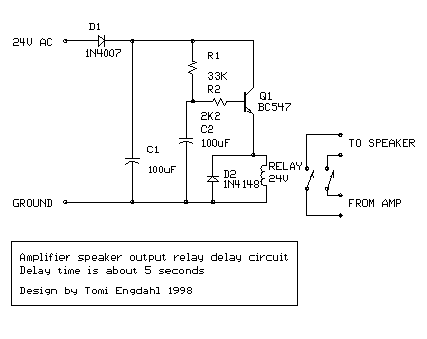 D1
24V AC
1N4007
R1
33K
R2
Q1
BC547
2K2
C2
100uF
C1
100uF
TO SPEAKER
RELAY
24V
D2
1N4148
GROUND
FROM AMP
Amplifier speaker output relay delay circuit
Delay time is about 5 seconds
Design by Tomi Engdahl 1998